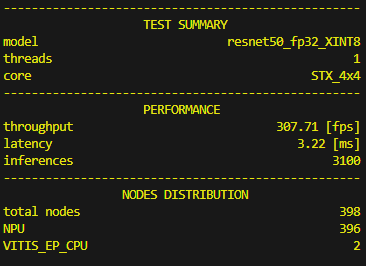 ---------------------------------------------------
TEST SUMMARY
model resnet50_fp32_XINT8
threads 1
core STX_4x4
---------------------------------------------------
PERFORMANCE
throughput 307.71 [fps]
latency 3.22 [ms]
inferences 3100
---------------------------------------------------
NODES DISTRIBUTION
total nodes 398
NPU 396
VITIS_EP_CPU 2